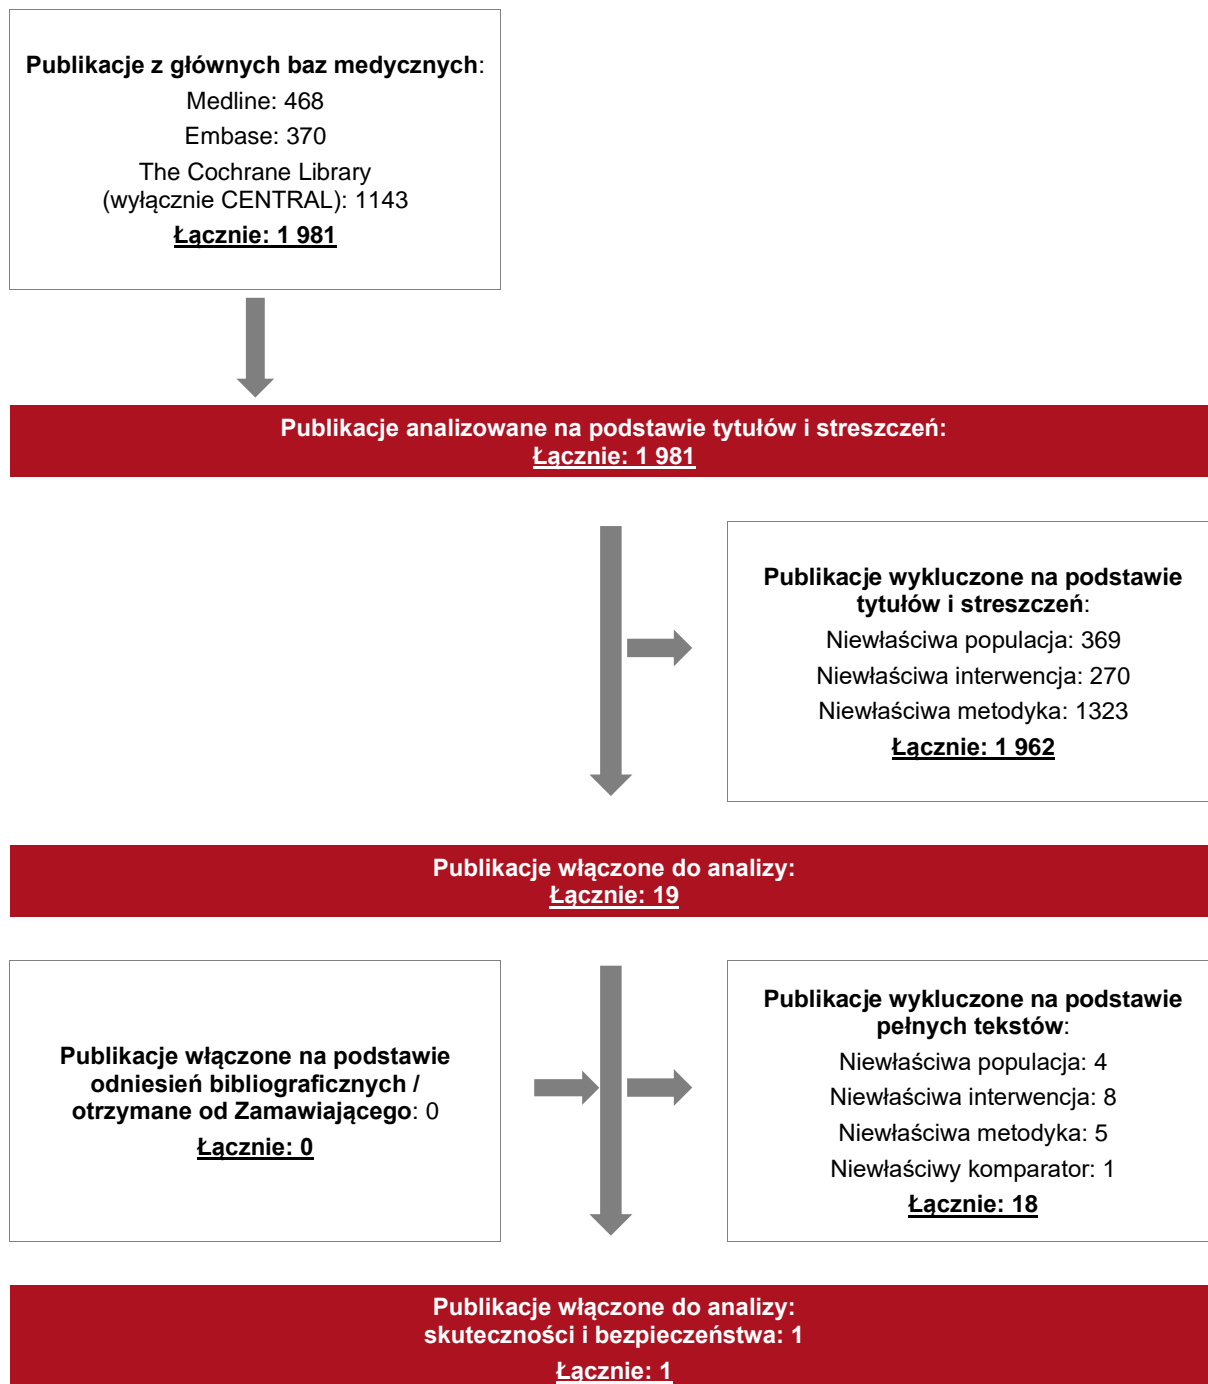 Publikacje z głównych baz medycznych:
Medline: 468
Embase: 370
The Cochrane Library
(wyłącznie CENTRAL): 1143
Łącznie: 1 981
Publikacje analizowane na podstawie tytułów i streszczeń:
Łącznie: 1 981
Publikacje wykluczone na podstawie
tytułów i streszczeń:
Niewłaściwa populacja: 369
Niewłaściwa interwencja: 270
Niewłaściwa metodyka: 1323
Łącznie: 1 962
Publikacje włączone do analizy:
Łącznie: 19
Publikacje włączone na podstawie
odniesień bibliograficznych /
otrzymane od Zamawiającego: 0
Łącznie: 0
Publikacje wykluczone na podstawie
pełnych tekstów:
Niewłaściwa populacja: 4
Niewłaściwa interwencja: 8
Niewłaściwa metodyka: 5
Niewłaściwy komparator: 1
Łącznie: 18
Publikacje włączone do analizy:
skuteczności i bezpieczeństwa: 1
Łącznie: 1